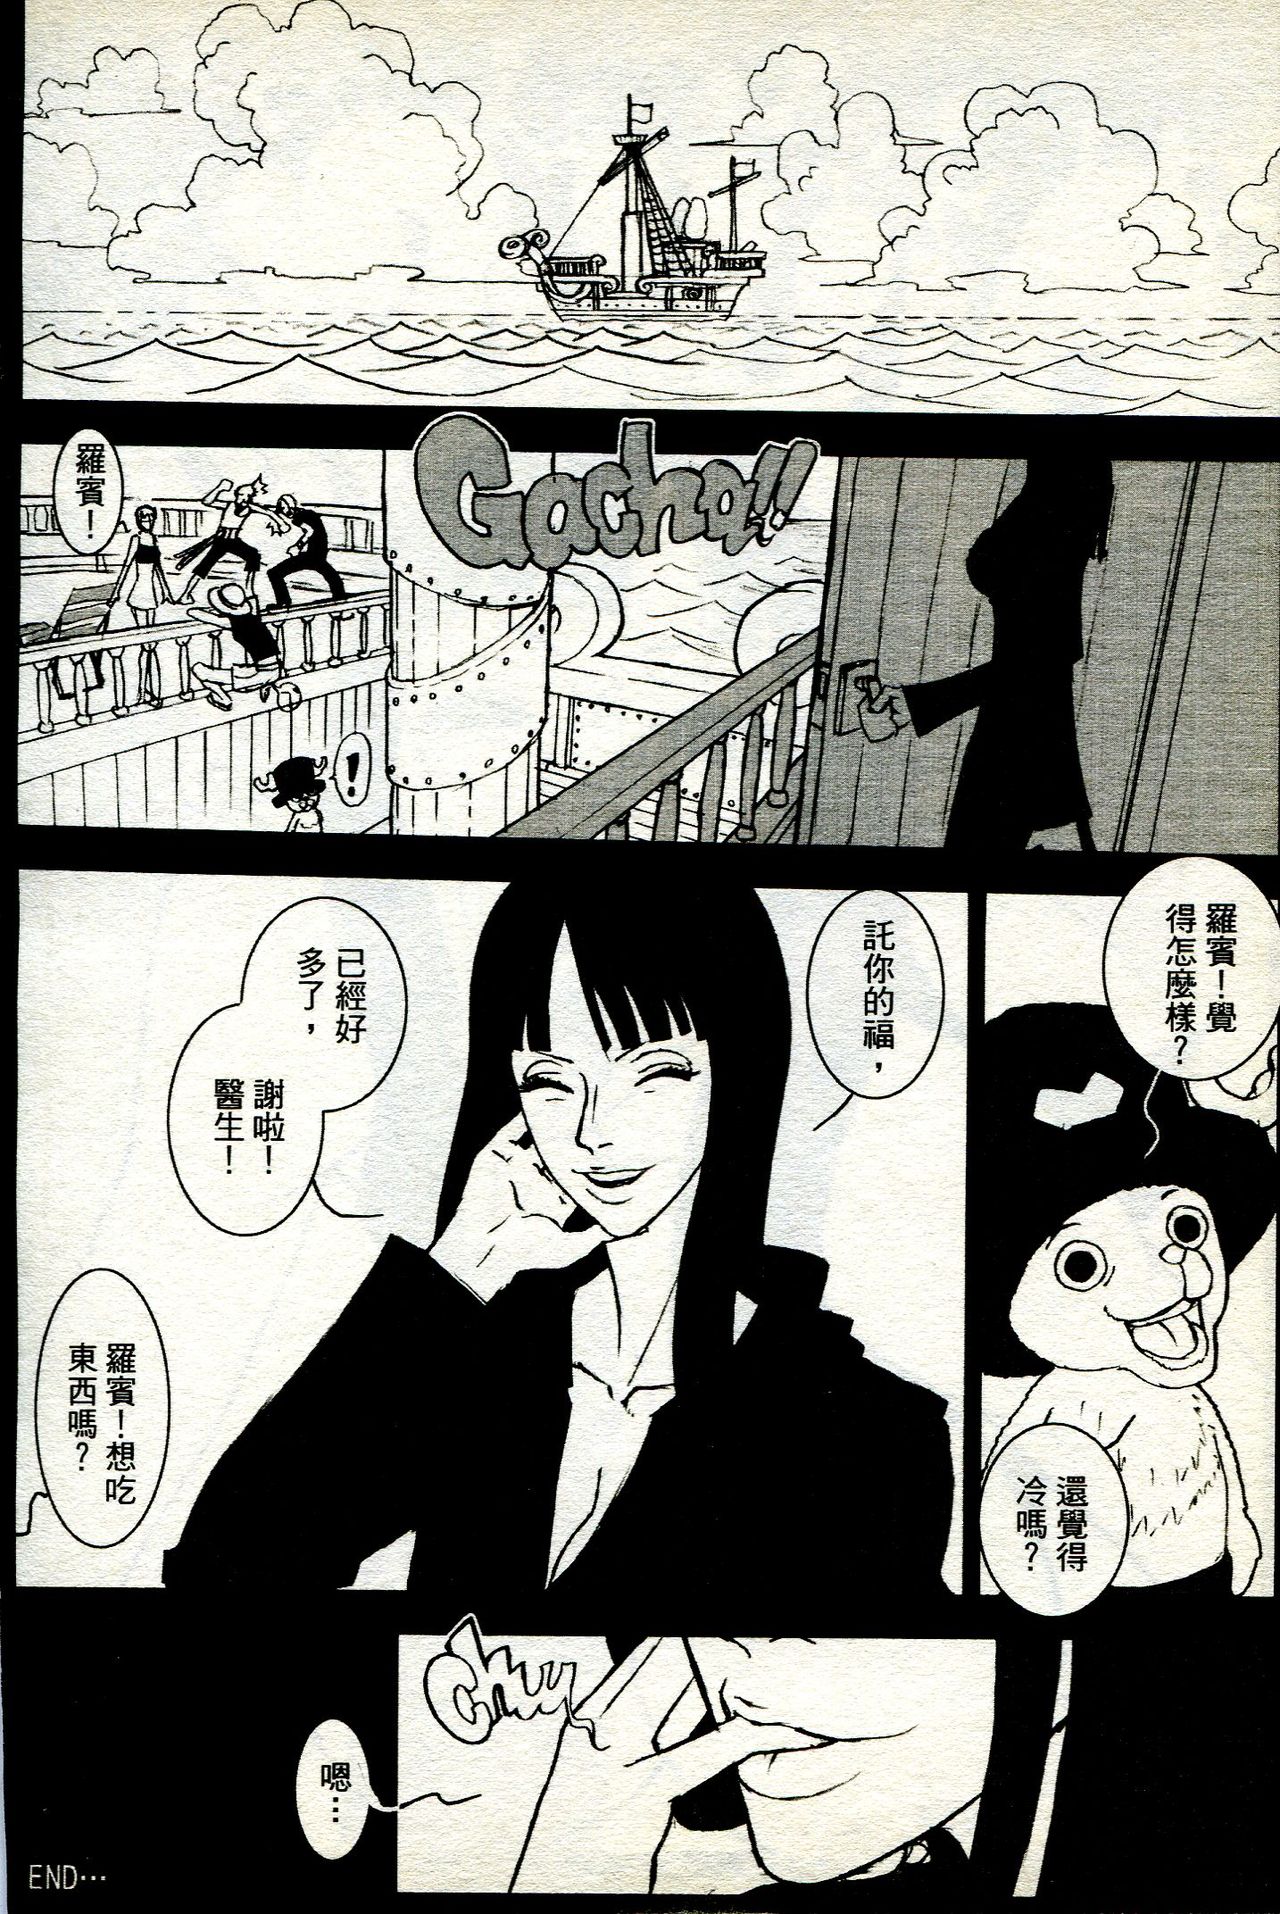 羅賓！
Gacha!!
!
羅賓！覺
得怎麼樣？
還覺得
冷嗎？
託你的福，
已經好
多了，
謝啦！
醫生！
羅賓！想吃
東西嗎？
chuu
嗯…
END…